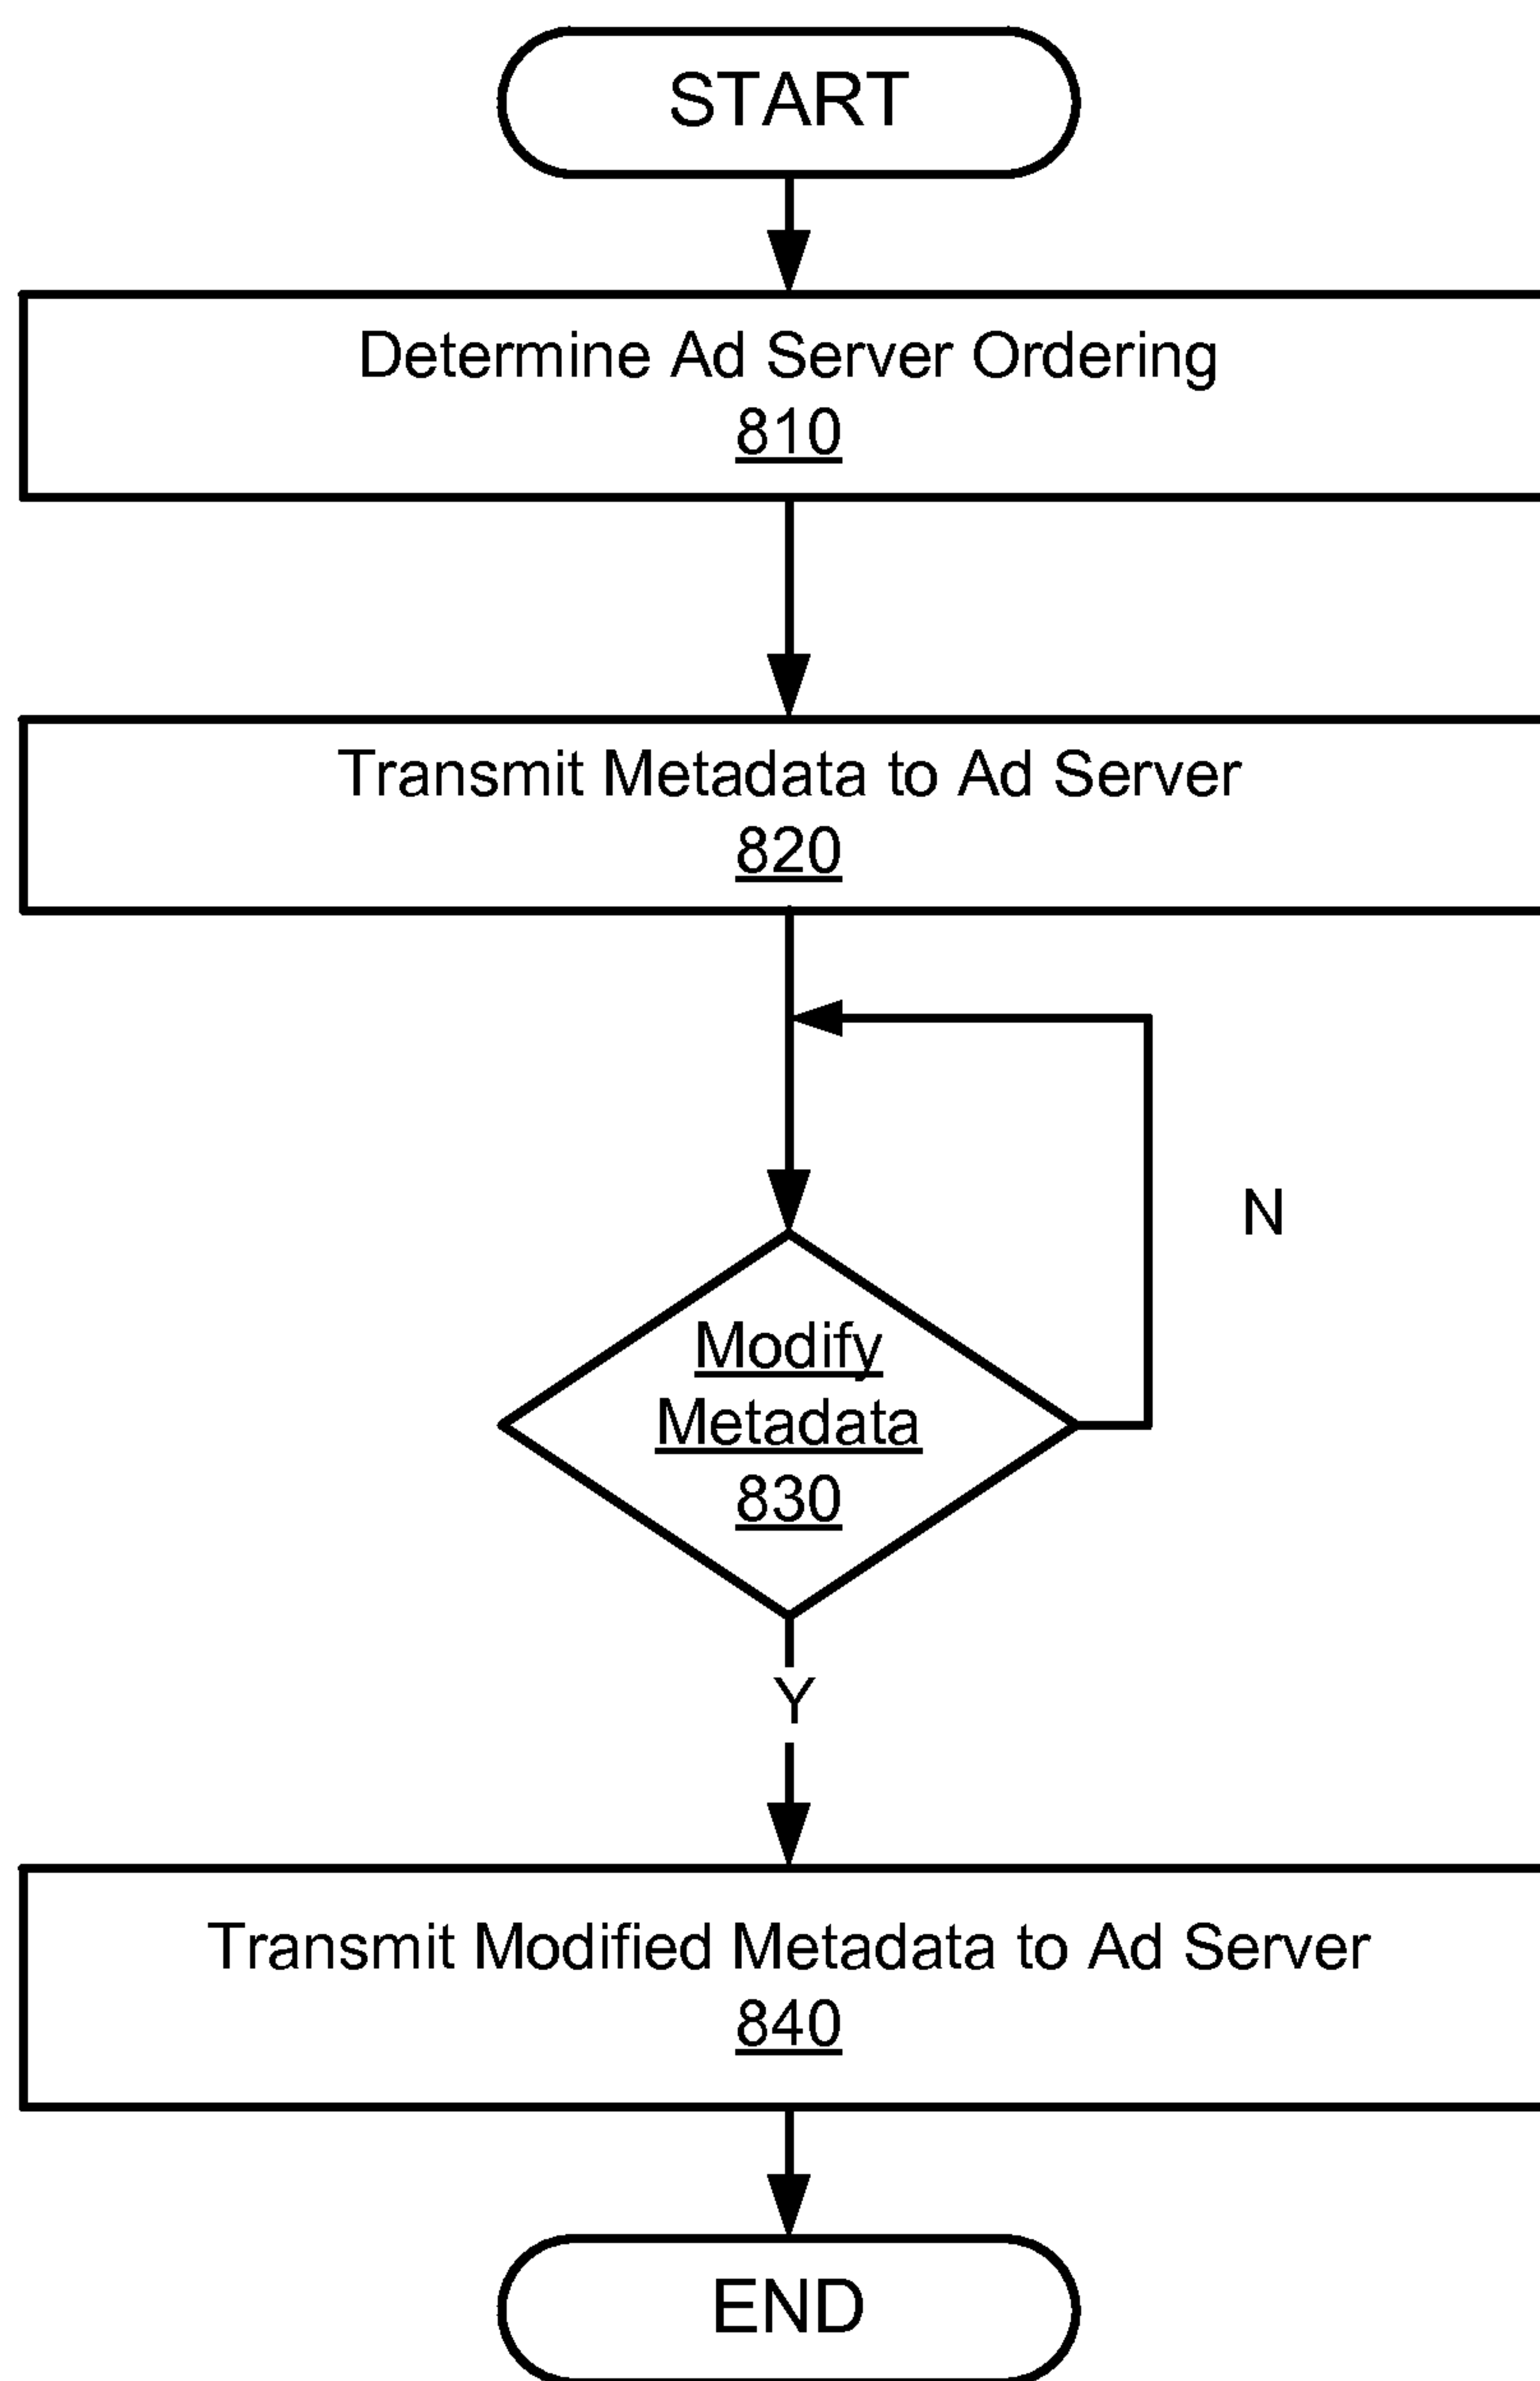 START
Determine Ad Server Ordering
810
Transmit Metadata to Ad Server
820
N
Modify
Metadata
830
Y
Transmit Modified Metadata to Ad Server
840
END